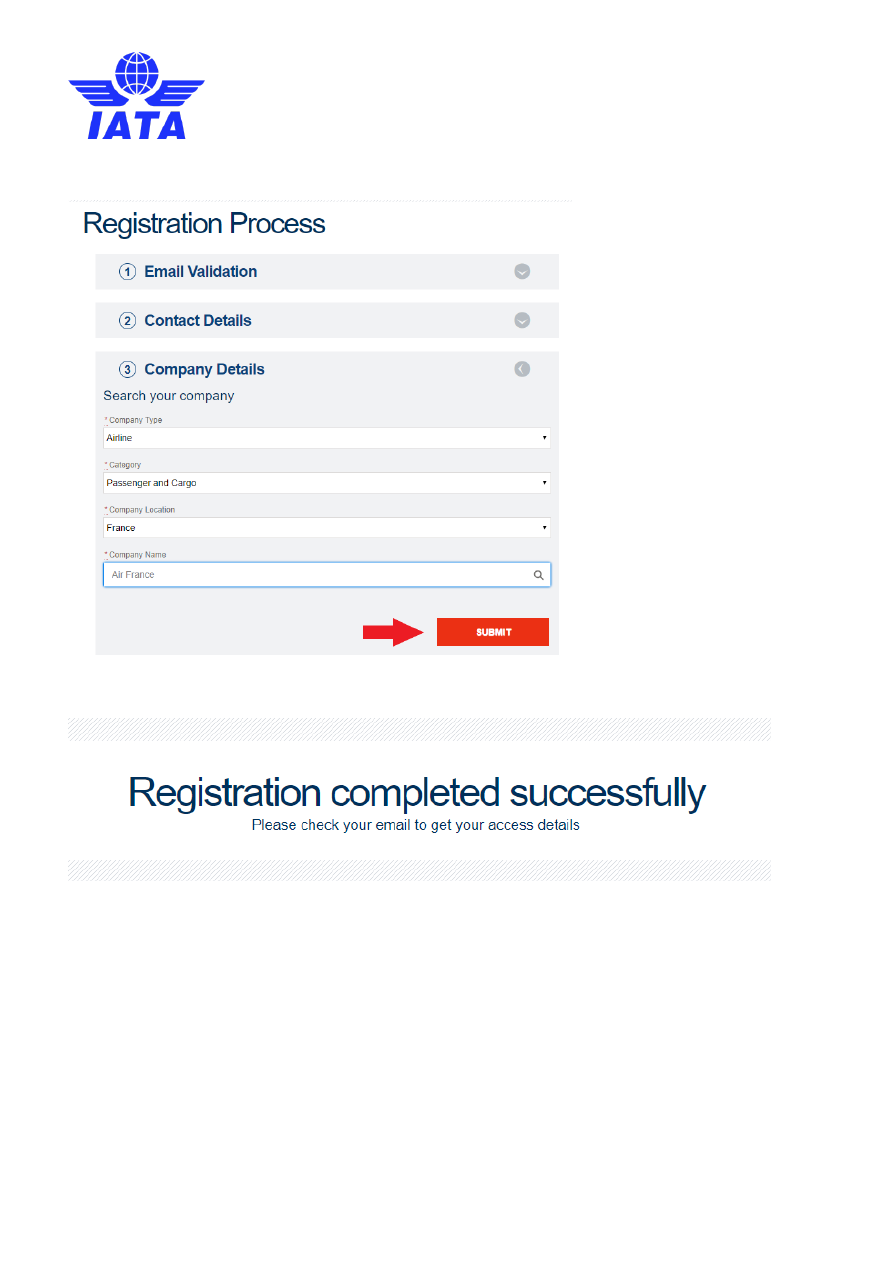 IATA
Registration Process
1 Email Validation
2 Contact Details
3 Company Details
Search your company
* Company Type
Airline
* Category
Passenger and Cargo
* Company Location
France
* Company Name
Air France
SUBMIT
Registration completed successfully
Please check your email to get your access details